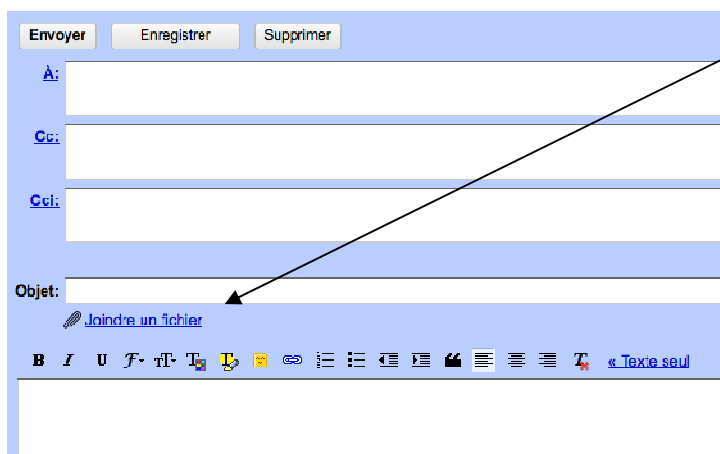 Envoyer Enregistrer Supprimer
À:
Cc:
Cci:
Objet:
Joindre un fichier
B I U F T T T « Texte seul